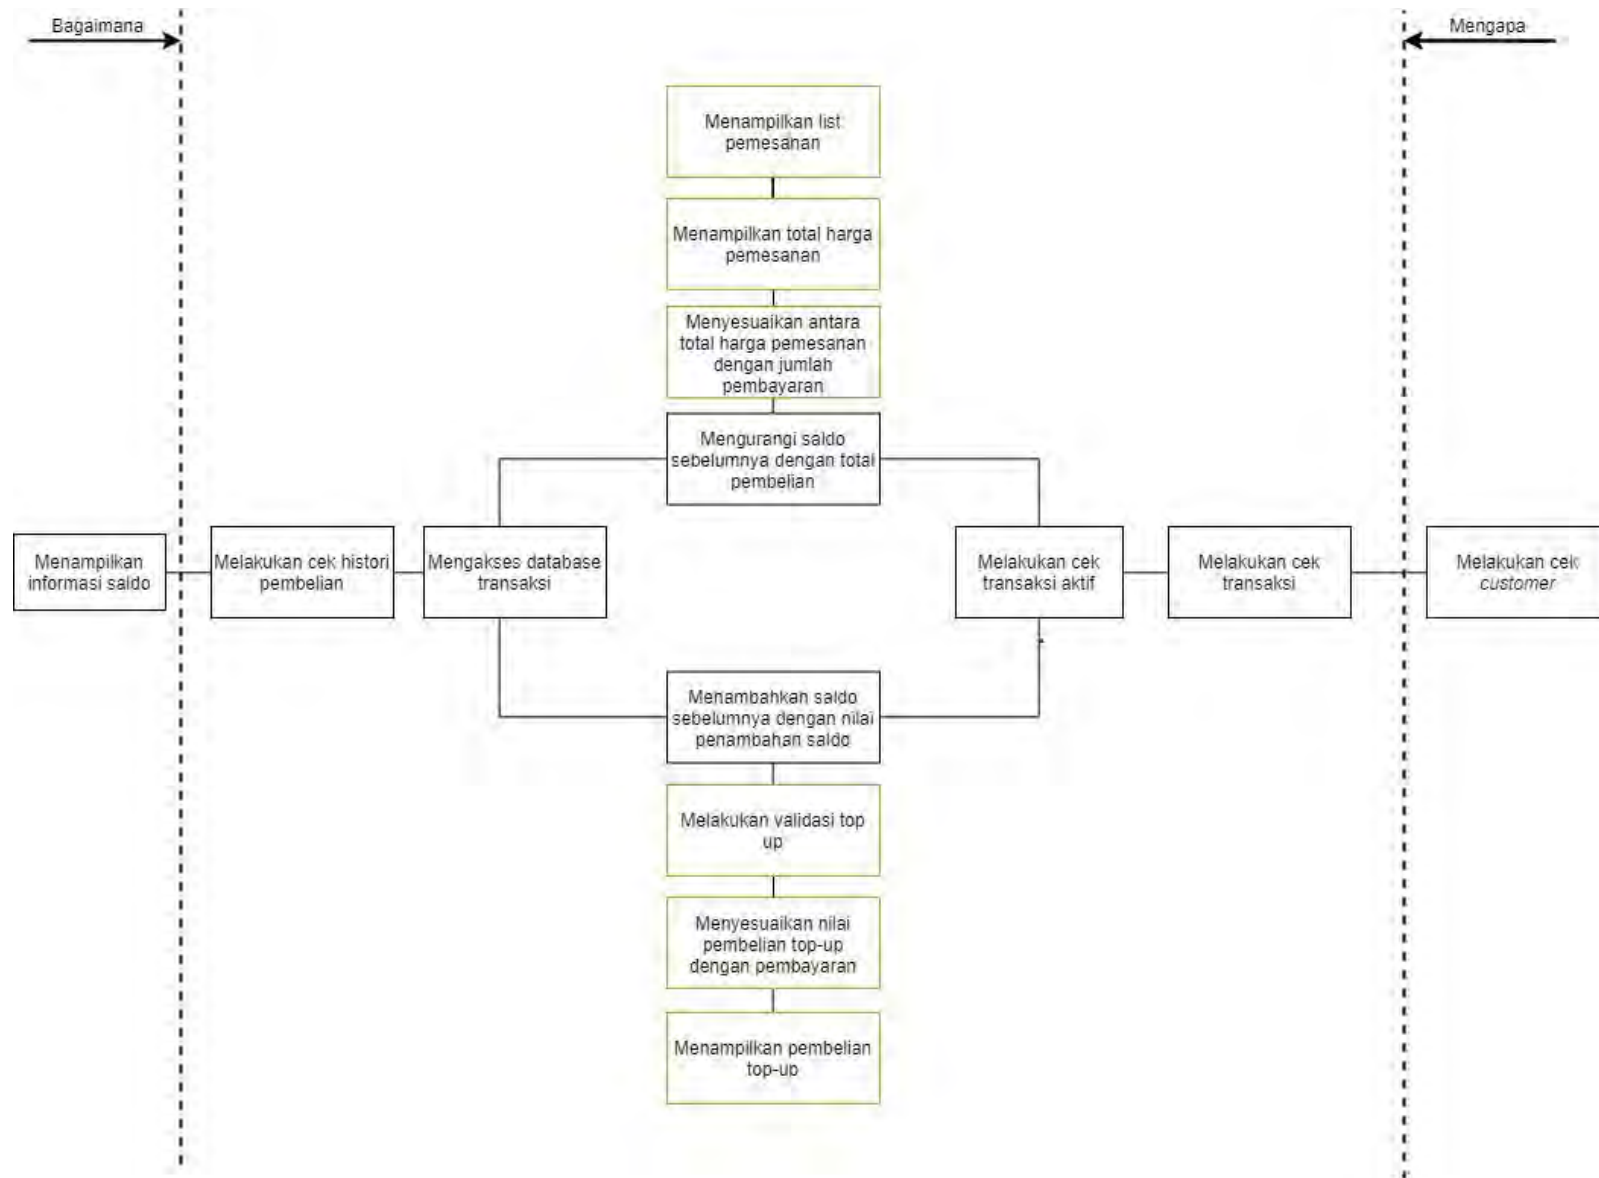 Bagaimana
Mengapa
Menampilkan list
pemesanan
Menampilkan total harga
pemesanan
Menyesuaikan antara
total harga pemesanan
dengan jumlah
pembayaran
Mengurangi saldo
sebelumnya dengan total
pembelian
Menampilkan
informasi saldo
Melakukan cek histori
pembelian
Mengakses database
transaksi
Melakukan cek
transaksi aktif
Melakukan cek
transaksi
Melakukan cek
customer
Menambahkan saldo
sebelumnya dengan nilai
penambahan saldo
Melakukan validasi top
up
Menyesuaikan nilai
pembelian top-up
dengan pembayaran
Menampilkan pembelian
top-up